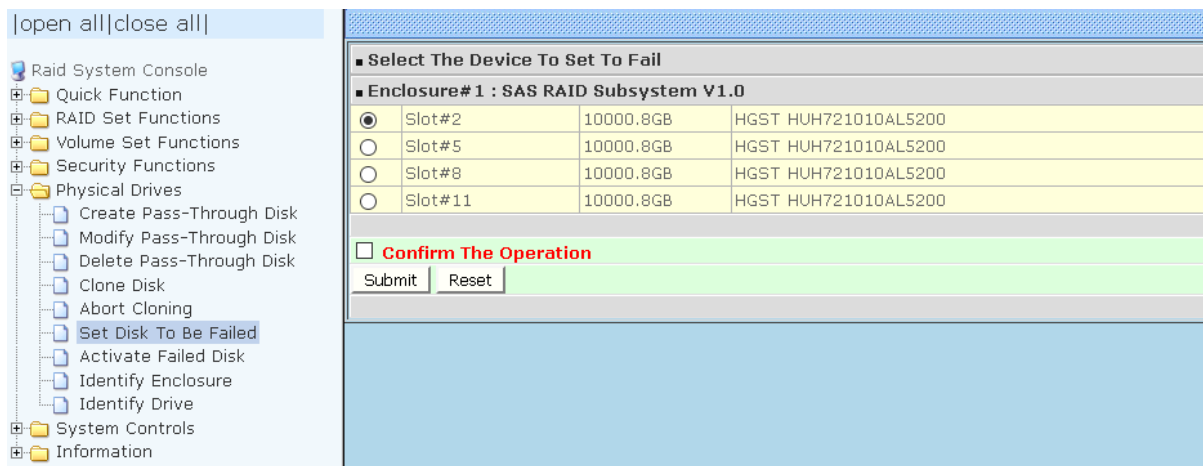 |open all|close all|
Raid System Console
Quick Function
RAID Set Functions
Volume Set Functions
Security Functions
Physical Drives
Create Pass-Through Disk
Modify Pass-Through Disk
Delete Pass-Through Disk
Clone Disk
Abort Cloning
Set Disk To Be Failed
Activate Failed Disk
Identify Enclosure
Identify Drive
System Controls
Information
Select The Device To Set To Fail
Enclosure#1 : SAS RAID Subsystem V1.0
Slot#2 10000.8GB HGST HUH721010AL5200
Slot#5 10000.8GB HGST HUH721010AL5200
Slot#8 10000.8GB HGST HUH721010AL5200
Slot#11 10000.8GB HGST HUH721010AL5200
Confirm The Operation
Submit Reset